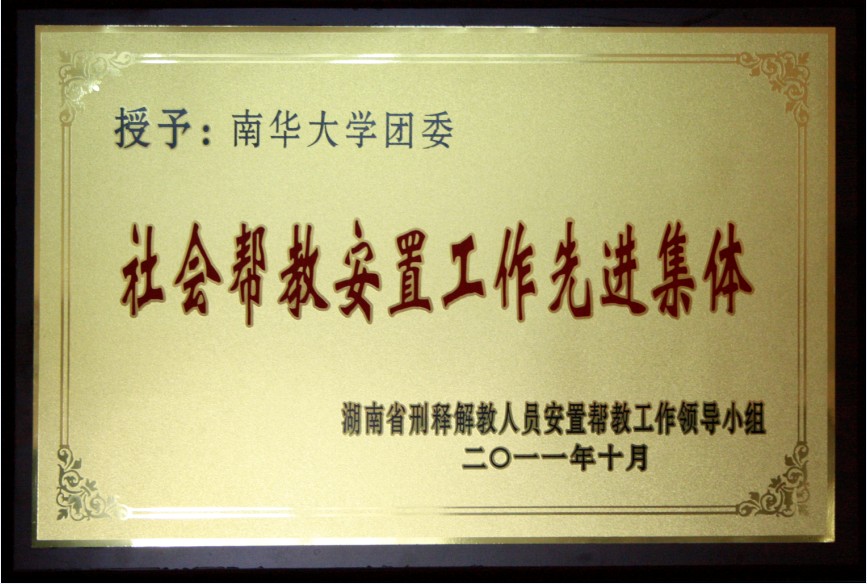 授予：南华大学团委
社会帮教安置工作先进集体
湖南省刑释解教人员安置帮教工作领导小组
二〇一一年十月